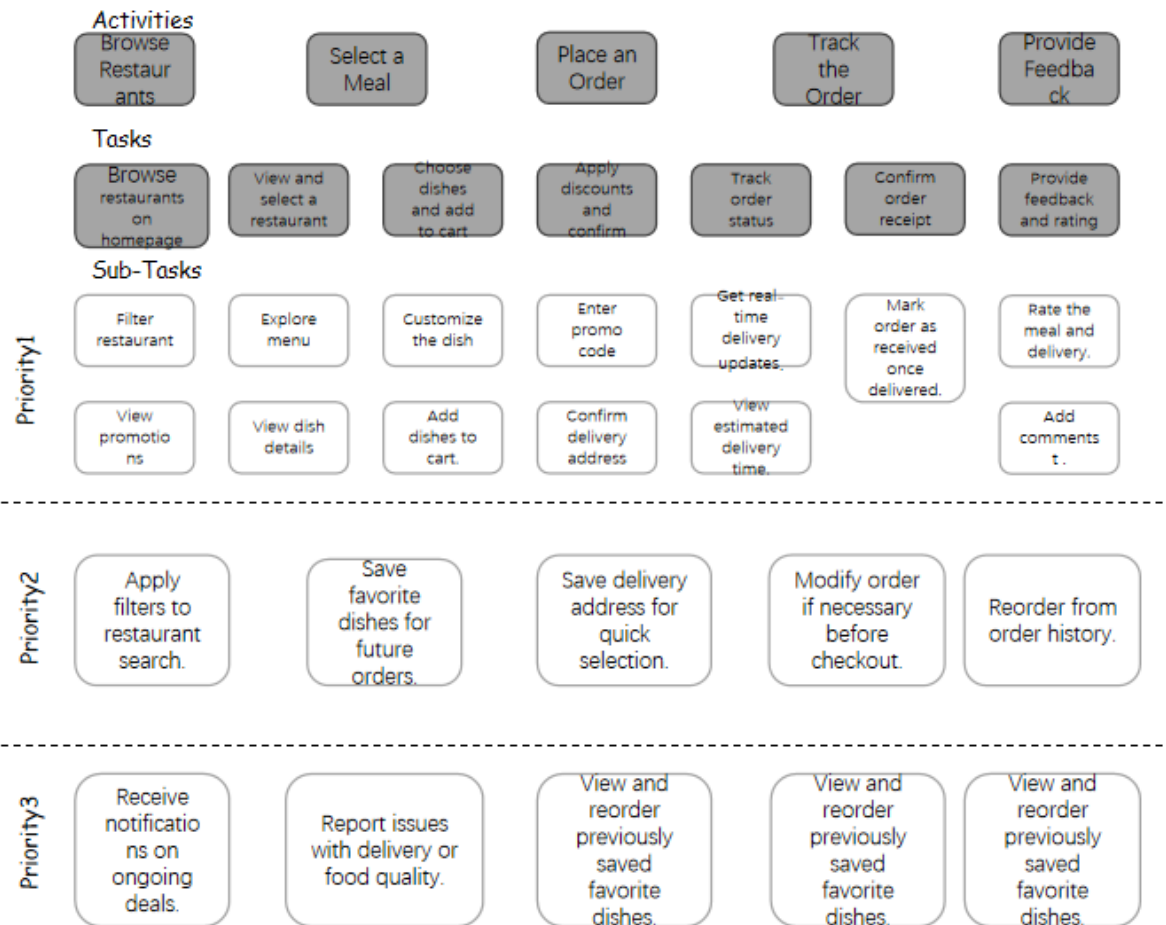 Activities
Browse
Restaur
ants
Select a
Meal
Place an
Order
Track
the
Order
Provide
Feedba
ck
Tasks
Browse
restaurants
on
homepage
View and
select a
restaurant
Choose
dishes
and add
to cart
Apply
discounts
and
confirm
Track
order
status
Confirm
order
receipt
Provide
feedback
and rating
Sub-Tasks
Priority1
Filter
restaurant
Explore
menu
Customize
the dish
Enter
promo
code
Get real-
time
delivery
updates.
Mark
order as
received
once
delivered.
Rate the
meal and
delivery.
View
promotio
ns
View dish
details
Add
dishes to
cart.
Confirm
delivery
address
View
estimated
delivery
time.
Add
comments
t .
Priority2
Apply
filters to
restaurant
search.
Save
favorite
dishes for
future
orders.
Save delivery
address for
quick
selection.
Modify order
if necessary
before
checkout.
Reorder from
order history.
Priority3
Receive
notificatio
ns on
ongoing
deals.
Report issues
with delivery or
food quality.
View and
reorder
previously
saved
favorite
dishes.
View and
reorder
previously
saved
favorite
dishes.
View and
reorder
previously
saved
favorite
dishes.